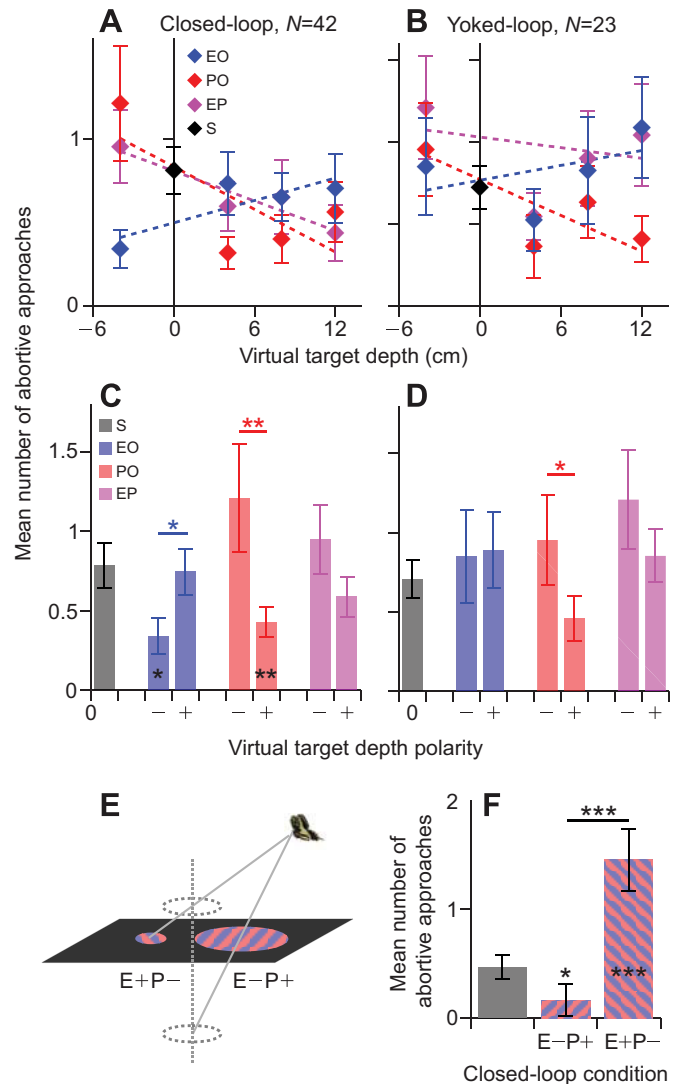 A Closed-loop, N=42
B Yoked-loop, N=23
EO
PO
EP
S
1
0
−6 0 6 12
−6 0 6 12
Virtual target depth (cm)
Mean number of abortive approaches
C
D
S
EO
PO
EP
1.5
1
0.5
0
*
**
*
*
**
0 − + − + − +
0 − + − + − +
Virtual target depth polarity
E
E+P−
E−P+
F
Mean number of
abortive approaches
2
1
0
***
*
***
E−P+ E+P−
Closed-loop condition